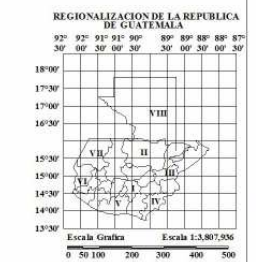 REGIONALIZACION DE LA REPUBLICA
DE GUATEMALA
92° 92° 91° 91° 90° 89° 89° 88° 88° 87°
30' 00' 30' 00' 30' 30' 00' 30' 00' 30'
18°00'
17°30'
17°00'
16°30'
VIII
VII
II
15°30'
15°00'
III
VI
I
14°30'
V
IV
14°00'
13°30'
Escala Grafica Escala 1:3,807,936
0 50 100 200 300 400 500